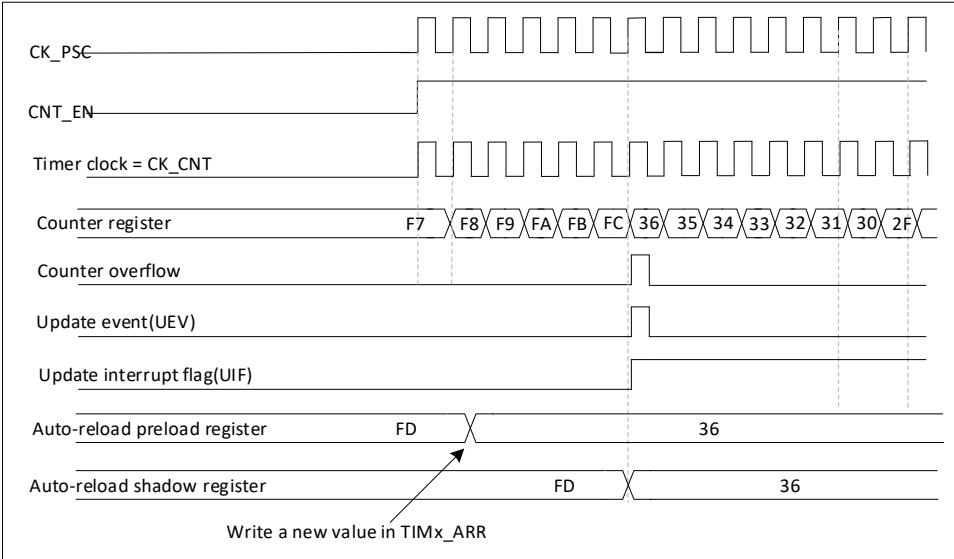 CK_PSC
CNT_EN
Timer clock = CK_CNT
Counter register F7 F8 F9 FA FB FC 36 35 34 33 32 31 30 2F
Counter overflow
Update event(UEV)
Update interrupt flag(UIF)
Auto-reload preload register FD 36
Auto-reload shadow register FD 36
Write a new value in TIMx_ARR